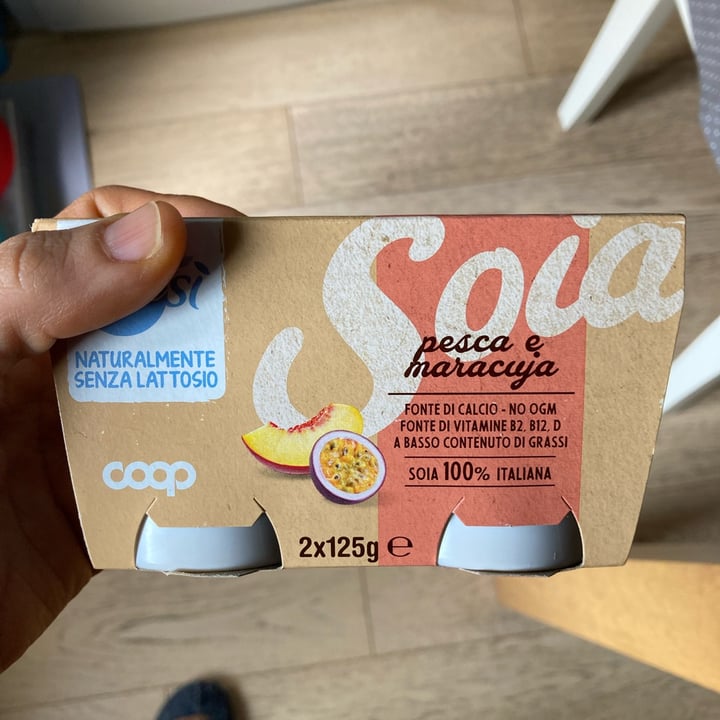 sì
NATURALMENTE
SENZA LATTOSIO
Soia
pesca e
maracuja
FONTE DI CALCIO - NO OGM
FONTE DI VITAMINE B2, B12, D
A BASSO CONTENUTO DI GRASSI
SOIA 100% ITALIANA
coop
2x125g ℮